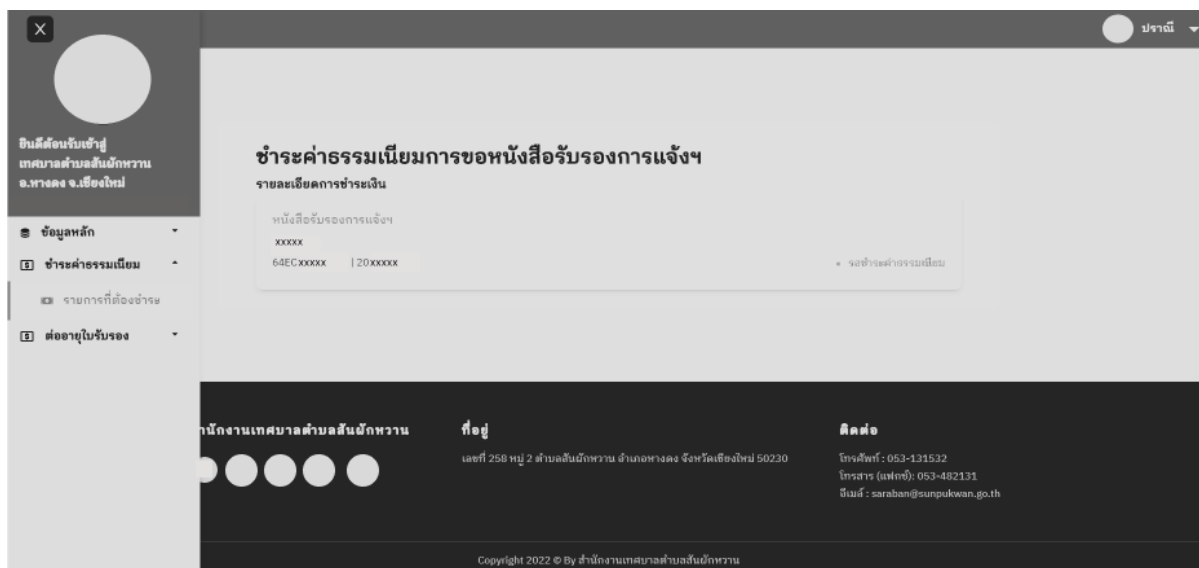 X
ปราณี
ยินดีต้อนรับเข้าสู่
เทศบาลตำบลสันผักหวาน
อ.หางดง จ.เชียงใหม่
ข้อมูลหลัก
ชำระค่าธรรมเนียม
รายการที่ต้องชำระ
ต่ออายุใบรับรอง
ชำระค่าธรรมเนียมการขอหนังสือรับรองการแจ้งฯ
รายละเอียดการชำระเงิน
หนังสือรับรองการแจ้งฯ
xxxxx
64ECxxxxx | 20xxxxx
รอชำระค่าธรรมเนียม
ำนักงานเทศบาลตำบลสันผักหวาน
ที่อยู่
เลขที่ 258 หมู่ 2 ตำบลสันผักหวาน อำเภอหางดง จังหวัดเชียงใหม่ 50230
ติดต่อ
โทรศัพท์ : 053-131532
โทรสาร (แฟกซ์): 053-482131
อีเมล์ : saraban@sunpukwan.go.th
Copyright 2022 © By สำนักงานเทศบาลตำบลสันผักหวาน